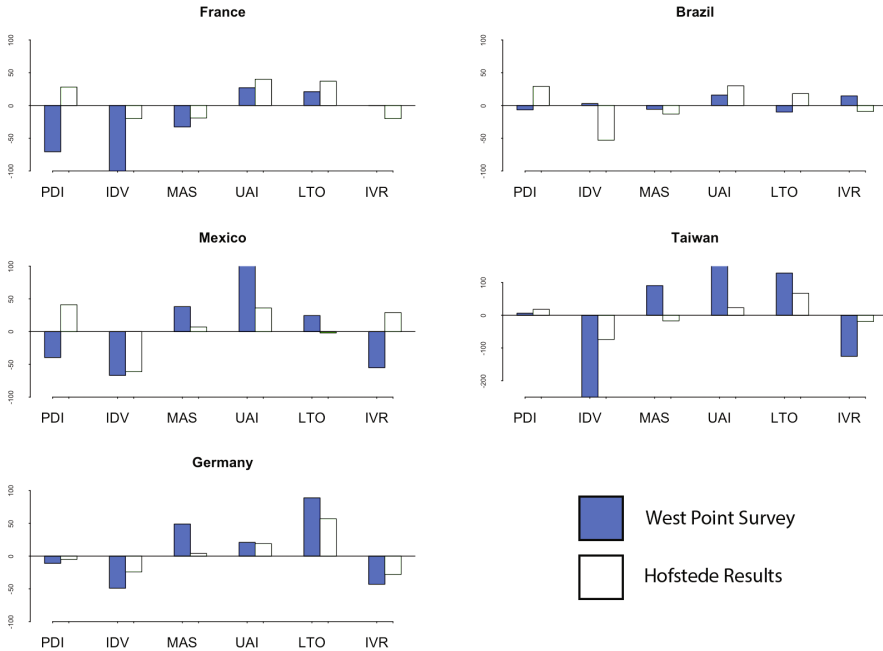 France
100
50
0
-50
-100
PDI IDV MAS UAI LTO IVR
Brazil
100
50
0
-50
-100
PDI IDV MAS UAI LTO IVR
Mexico
100
50
0
-50
-100
PDI IDV MAS UAI LTO IVR
Taiwan
100
0
-100
-200
PDI IDV MAS UAI LTO IVR
Germany
100
50
0
-50
-100
PDI IDV MAS UAI LTO IVR
West Point Survey
Hofstede Results